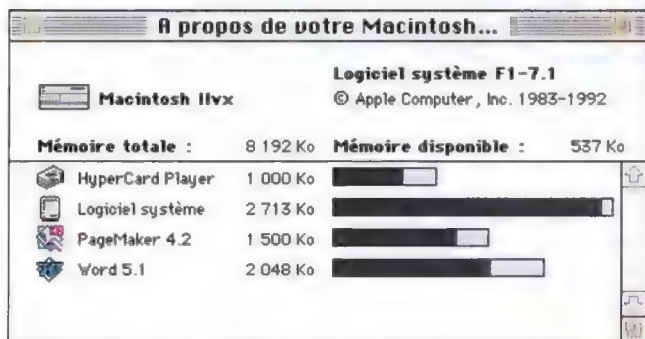 A propos de votre Macintosh...
Logiciel système F1-7.1
Macintosh IIvx © Apple Computer, Inc. 1983-1992
Mémoire totale : 8 192 Ko Mémoire disponible : 537 Ko
HyperCard Player 1 000 Ko
Logiciel système 2 713 Ko
PageMaker 4.2 1 500 Ko
Word 5.1 2 048 Ko